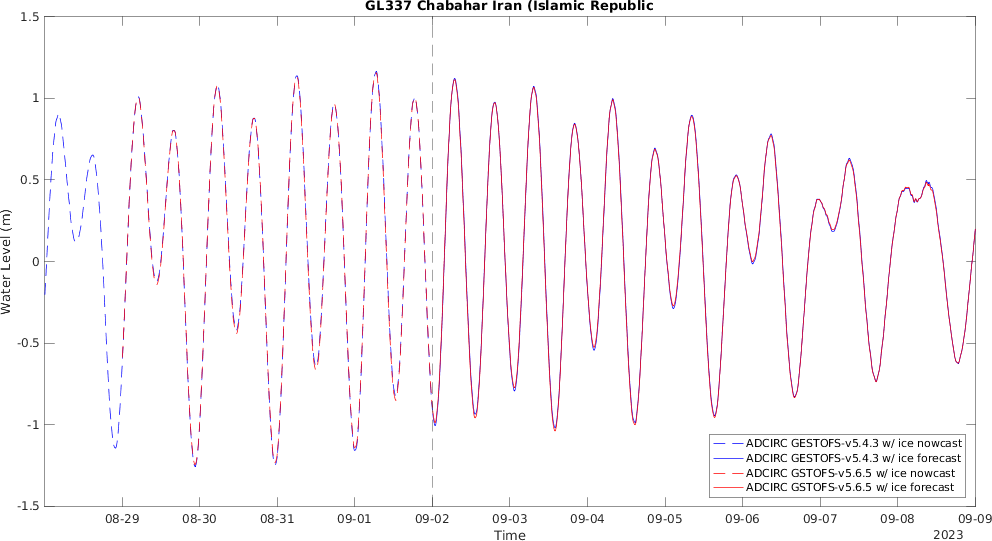 GL337 Chabahar Iran (Islamic Republic
1.5
1
0.5
0
-0.5
-1
-1.5
Water Level (m)
08-29 08-30 08-31 09-01 09-02 09-03 09-04 09-05 09-06 09-07 09-08 09-09
Time
2023
ADCIRC GESTOFS-v5.4.3 w/ ice nowcast
ADCIRC GESTOFS-v5.4.3 w/ ice forecast
ADCIRC GSTOFS-v5.6.5 w/ ice nowcast
ADCIRC GSTOFS-v5.6.5 w/ ice forecast